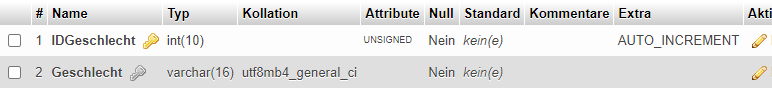 # Name Typ Kollation Attribute Null Standard Kommentare Extra Akti
1 IDGeschlecht int(10) UNSIGNED Nein kein(e) AUTO_INCREMENT
2 Geschlecht varchar(16) utf8mb4_general_ci Nein kein(e)